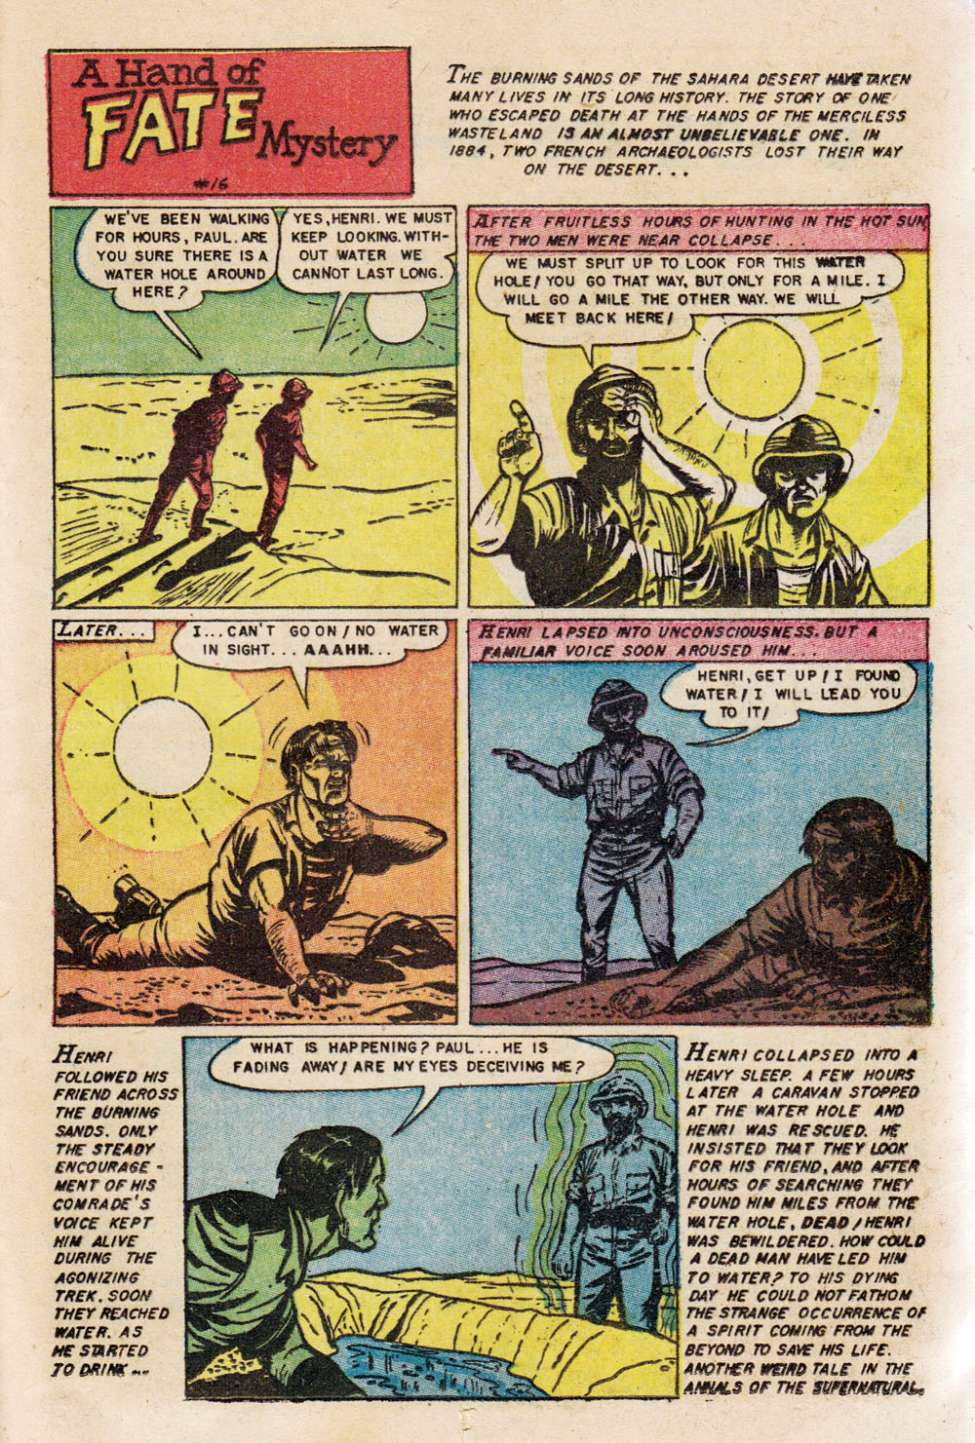 A Hand of
FATE
Mystery
#16
THE BURNING SANDS OF THE SAHARA DESERT HAVE TAKEN
MANY LIVES IN ITS LONG HISTORY. THE STORY OF ONE
WHO ESCAPED DEATH AT THE HANDS OF THE MERCILESS
WASTELAND IS AN ALMOST UNBELIEVABLE ONE. IN
1884, TWO FRENCH ARCHAEOLOGISTS LOST THEIR WAY
ON THE DESERT...
WE'VE BEEN WALKING
FOR HOURS, PAUL. ARE
YOU SURE THERE IS A
WATER HOLE AROUND
HERE?
YES, HENRI. WE MUST
KEEP LOOKING. WITH-
OUT WATER WE
CANNOT LAST LONG.
AFTER FRUITLESS HOURS OF HUNTING IN THE HOT SUN,
THE TWO MEN WERE NEAR COLLAPSE...
WE MUST SPLIT UP TO LOOK FOR THIS WATER
HOLE! YOU GO THAT WAY, BUT ONLY FOR A MILE. I
WILL GO A MILE THE OTHER WAY. WE WILL
MEET BACK HERE!
LATER...
I...CAN'T GO ON! NO WATER
IN SIGHT... AAAHH...
HENRI LAPSED INTO UNCONSCIOUSNESS. BUT A
FAMILIAR VOICE SOON AROUSED HIM...
HENRI, GET UP! I FOUND
WATER! I WILL LEAD YOU
TO IT!
HENRI
FOLLOWED HIS
FRIEND ACROSS
THE BURNING
SANDS. ONLY
THE STEADY
ENCOURAGE-
MENT OF HIS
COMRADE'S
VOICE KEPT
HIM ALIVE
DURING THE
AGONIZING
TREK. SOON
THEY REACHED
WATER. AS
HE STARTED
TO DRINK--
WHAT IS HAPPENING? PAUL...HE IS
FADING AWAY! ARE MY EYES DECEIVING ME?
HENRI COLLAPSED INTO A
HEAVY SLEEP. A FEW HOURS
LATER A CARAVAN STOPPED
AT THE WATER HOLE AND
HENRI WAS RESCUED. HE
INSISTED THAT THEY LOOK
FOR HIS FRIEND, AND AFTER
HOURS OF SEARCHING THEY
FOUND HIM MILES FROM THE
WATER HOLE, DEAD! HENRI
WAS BEWILDERED. HOW COULD
A DEAD MAN HAVE LED HIM
TO WATER? TO HIS DYING
DAY HE COULD NOT FATHOM
THE STRANGE OCCURRENCE OF
A SPIRIT COMING FROM THE
BEYOND TO SAVE HIS LIFE.
ANOTHER WEIRD TALE IN THE
ANNALS OF THE SUPERNATURAL.